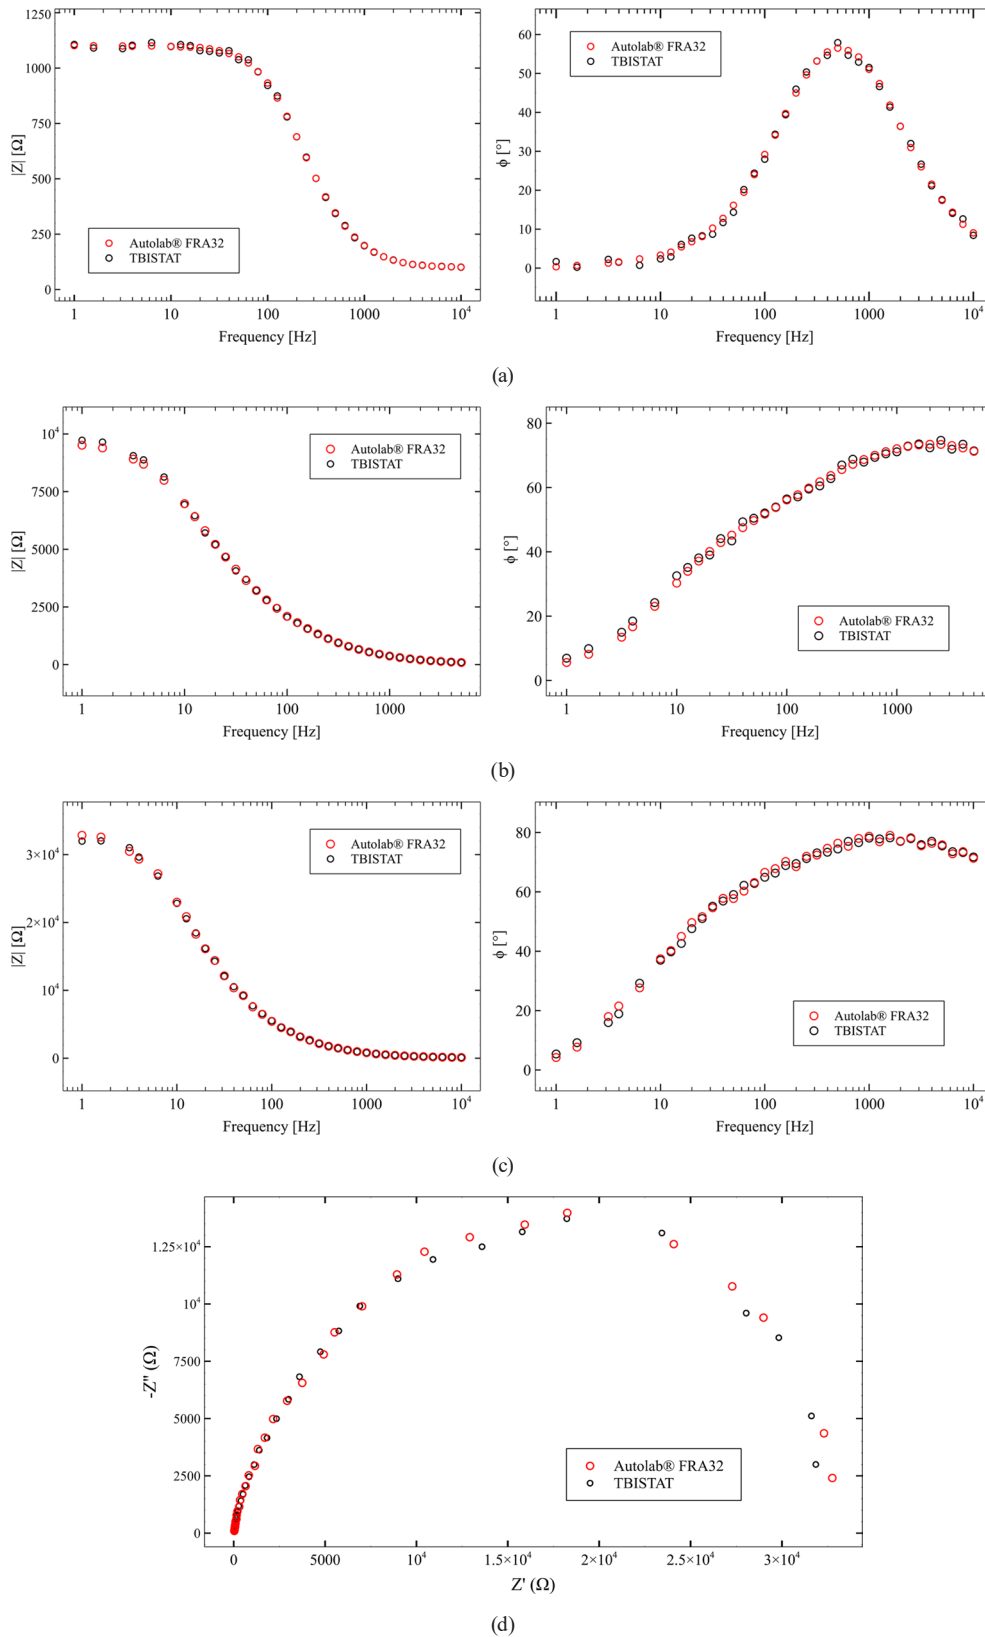 1250
1000
750
500
250
0
|Z| [Ω]
Autolab® FRA32
TBISTAT
1 10 100 1000 10⁴
Frequency [Hz]
60
50
40
30
20
10
0
ϕ [°]
Autolab® FRA32
TBISTAT
1 10 100 1000 10⁴
Frequency [Hz]
(a)
10⁴
7500
5000
2500
0
|Z| [Ω]
Autolab® FRA32
TBISTAT
1 10 100 1000
Frequency [Hz]
80
60
40
20
0
ϕ [°]
Autolab® FRA32
TBISTAT
1 10 100 1000
Frequency [Hz]
(b)
3×10⁴
2×10⁴
10⁴
0
|Z| [Ω]
Autolab® FRA32
TBISTAT
1 10 100 1000 10⁴
Frequency [Hz]
80
60
40
20
0
ϕ [°]
Autolab® FRA32
TBISTAT
1 10 100 1000 10⁴
Frequency [Hz]
(c)
1.25×10⁴
10⁴
7500
5000
2500
0
-Z'' (Ω)
Autolab® FRA32
TBISTAT
0 5000 10⁴ 1.5×10⁴ 2×10⁴ 2.5×10⁴ 3×10⁴
Z' (Ω)
(d)